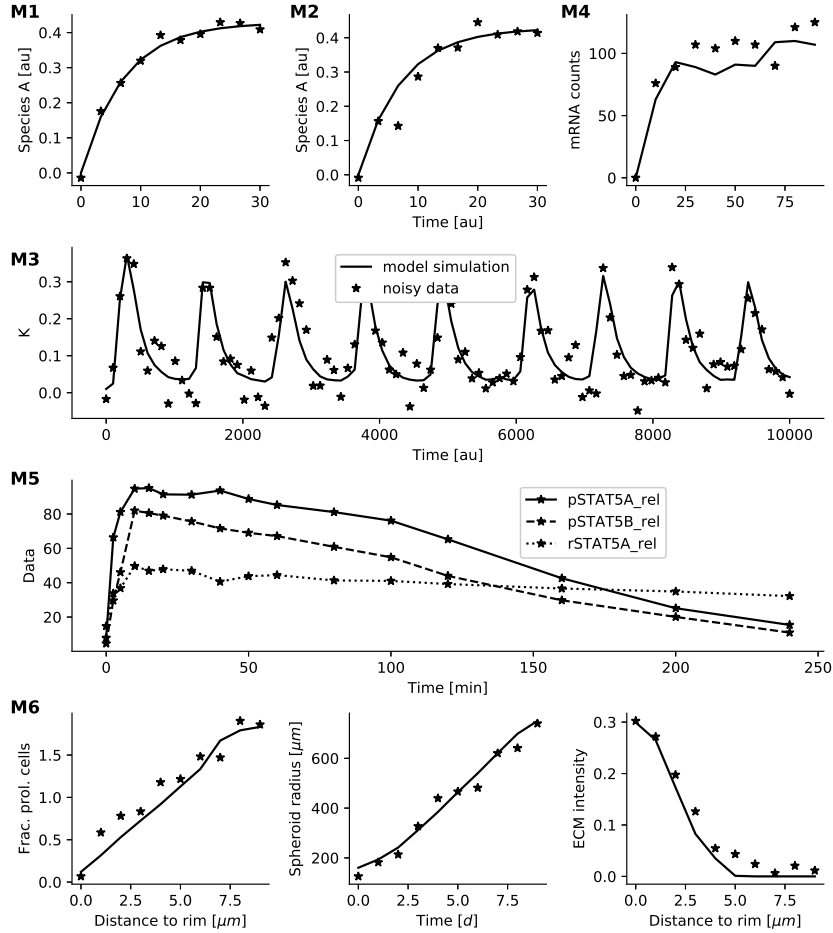 M1
M2
M4
Species A [au]
0.4
0.3
0.2
0.1
0.0
0 10 20 30
Species A [au]
0.4
0.3
0.2
0.1
0.0
0 10 20 30
Time [au]
mRNA counts
100
50
0
0 25 50 75
M3
K
0.3
0.2
0.1
0.0
model simulation
noisy data
0 2000 4000 6000 8000 10000
Time [au]
M5
Data
80
60
40
20
pSTAT5A_rel
pSTAT5B_rel
rSTAT5A_rel
0 50 100 150 200 250
Time [min]
M6
Frac. prol. cells
1.5
1.0
0.5
0.0
0.0 2.5 5.0 7.5
Distance to rim [μm]
Spheroid radius [μm]
600
400
200
0.0 2.5 5.0 7.5
Time [d]
ECM intensity
0.3
0.2
0.1
0.0
0.0 2.5 5.0 7.5
Distance to rim [μm]